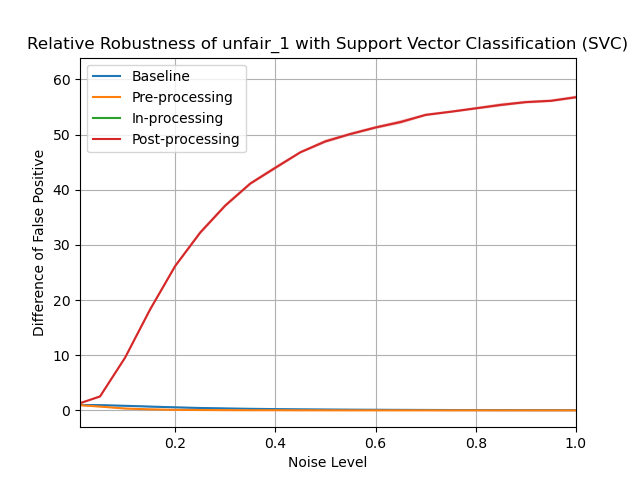 Relative Robustness of unfair_1 with Support Vector Classification (SVC)
Baseline
Pre-processing
In-processing
Post-processing
Difference of False Positive
60
50
40
30
20
10
0
0.2 0.4 0.6 0.8 1.0
Noise Level